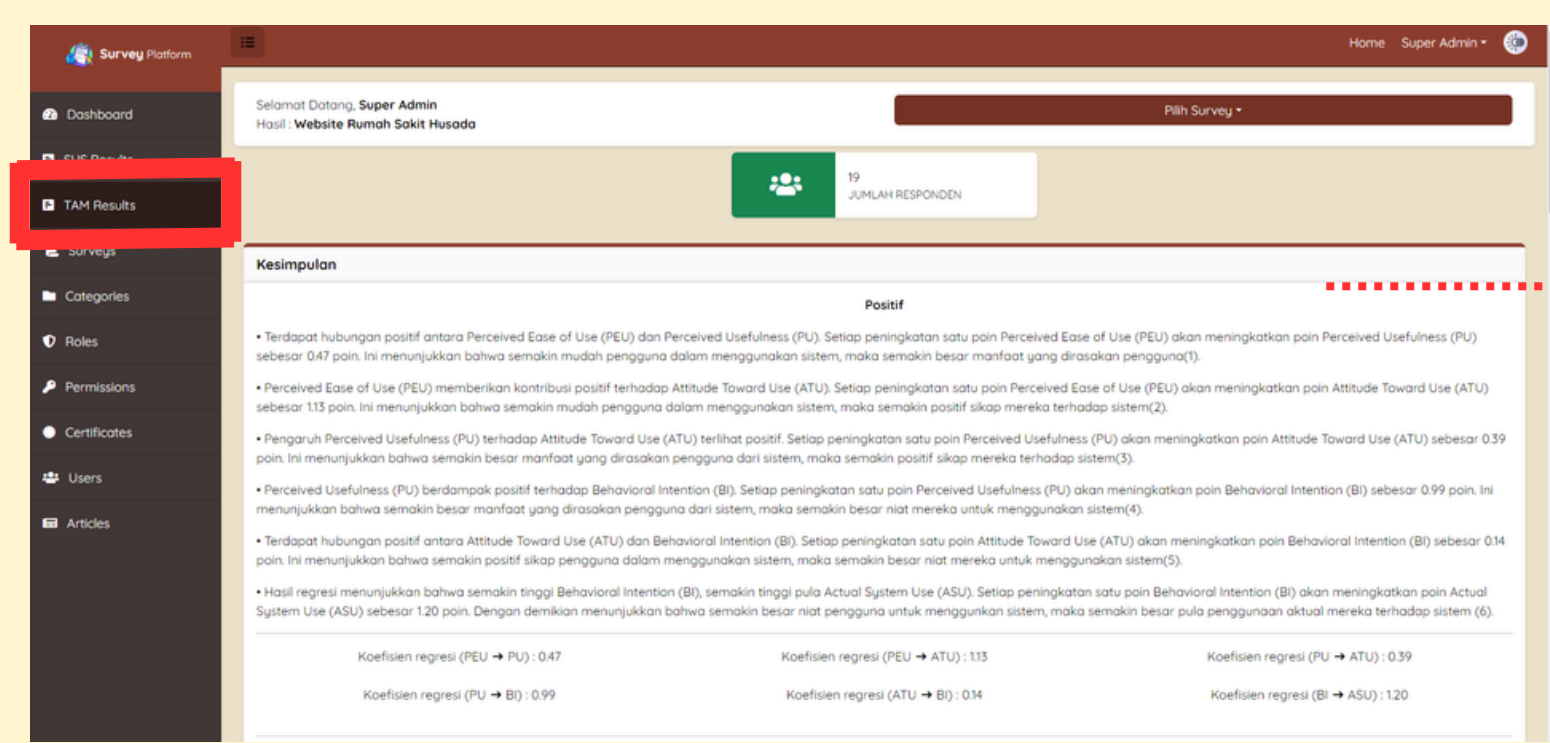 Survey Platform
Home Super Admin
Dashboard
SUS Results
TAM Results
Surveys
Categories
Roles
Permissions
Certificates
Users
Articles
Selamat Datang, Super Admin
Hasil : Website Rumah Sakit Husada
Pilih Survey
19
JUMLAH RESPONDEN
Kesimpulan
Positif
• Terdapat hubungan positif antara Perceived Ease of Use (PEU) dan Perceived Usefulness (PU). Setiap peningkatan satu poin Perceived Ease of Use (PEU) akan meningkatkan poin Perceived Usefulness (PU)
sebesar 0.47 poin. Ini menunjukkan bahwa semakin mudah pengguna dalam menggunakan sistem, maka semakin besar manfaat yang dirasakan pengguna(1).
• Perceived Ease of Use (PEU) memberikan kontribusi positif terhadap Attitude Toward Use (ATU). Setiap peningkatan satu poin Perceived Ease of Use (PEU) akan meningkatkan poin Attitude Toward Use (ATU)
sebesar 1.13 poin. Ini menunjukkan bahwa semakin mudah pengguna dalam menggunakan sistem, maka semakin positif sikap mereka terhadap sistem(2).
• Pengaruh Perceived Usefulness (PU) terhadap Attitude Toward Use (ATU) terlihat positif. Setiap peningkatan satu poin Perceived Usefulness (PU) akan meningkatkan poin Attitude Toward Use (ATU) sebesar 0.39
poin. Ini menunjukkan bahwa semakin besar manfaat yang dirasakan pengguna dari sistem, maka semakin positif sikap mereka terhadap sistem(3).
• Perceived Usefulness (PU) berdampak positif terhadap Behavioral Intention (BI). Setiap peningkatan satu poin Perceived Usefulness (PU) akan meningkatkan poin Behavioral Intention (BI) sebesar 0.99 poin. Ini
menunjukkan bahwa semakin besar manfaat yang dirasakan pengguna dari sistem, maka semakin besar niat mereka untuk menggunakan sistem(4).
• Terdapat hubungan positif antara Attitude Toward Use (ATU) dan Behavioral Intention (BI). Setiap peningkatan satu poin Attitude Toward Use (ATU) akan meningkatkan poin Behavioral Intention (BI) sebesar 0.14
poin. Ini menunjukkan bahwa semakin positif sikap pengguna dalam menggunakan sistem, maka semakin besar niat mereka untuk menggunakan sistem(5).
• Hasil regresi menunjukkan bahwa semakin tinggi Behavioral Intention (BI), semakin tinggi pula Actual System Use (ASU). Setiap peningkatan satu poin Behavioral Intention (BI) akan meningkatkan poin Actual
System Use (ASU) sebesar 1.20 poin. Dengan demikian menunjukkan bahwa semakin besar niat pengguna untuk menggunkan sistem, maka semakin besar pula penggunaan aktual mereka terhadap sistem (6).
Koefisien regresi (PEU → PU) : 0.47 Koefisien regresi (PEU → ATU) : 1.13 Koefisien regresi (PU → ATU) : 0.39
Koefisien regresi (PU → BI) : 0.99 Koefisien regresi (ATU → BI) : 0.14 Koefisien regresi (BI → ASU) : 1.20